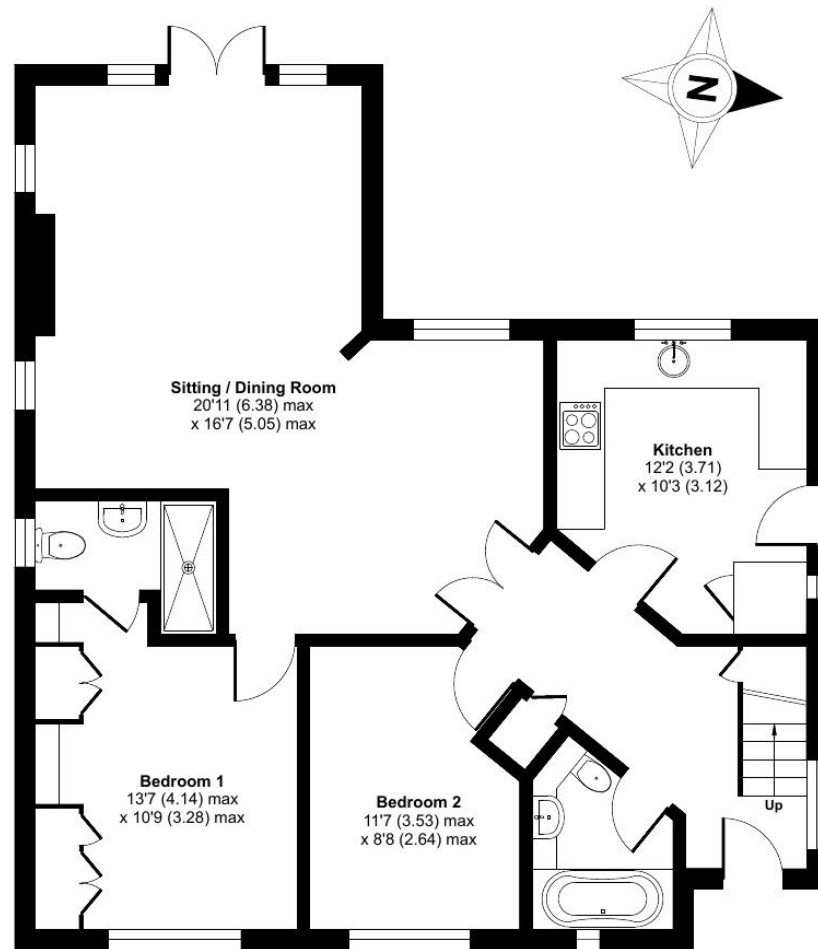 N
Sitting / Dining Room
20'11 (6.38) max
x 16'7 (5.05) max
Kitchen
12'2 (3.71)
x 10'3 (3.12)
Bedroom 1
13'7 (4.14) max
x 10'9 (3.28) max
Bedroom 2
11'7 (3.53) max
x 8'8 (2.64) max
Up